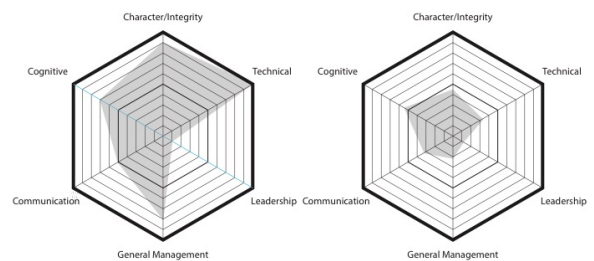 Character/Integrity
Character/Integrity
Cognitive
Technical
Cognitive
Technical
Communication
Leadership
Communication
Leadership
General Management
General Management